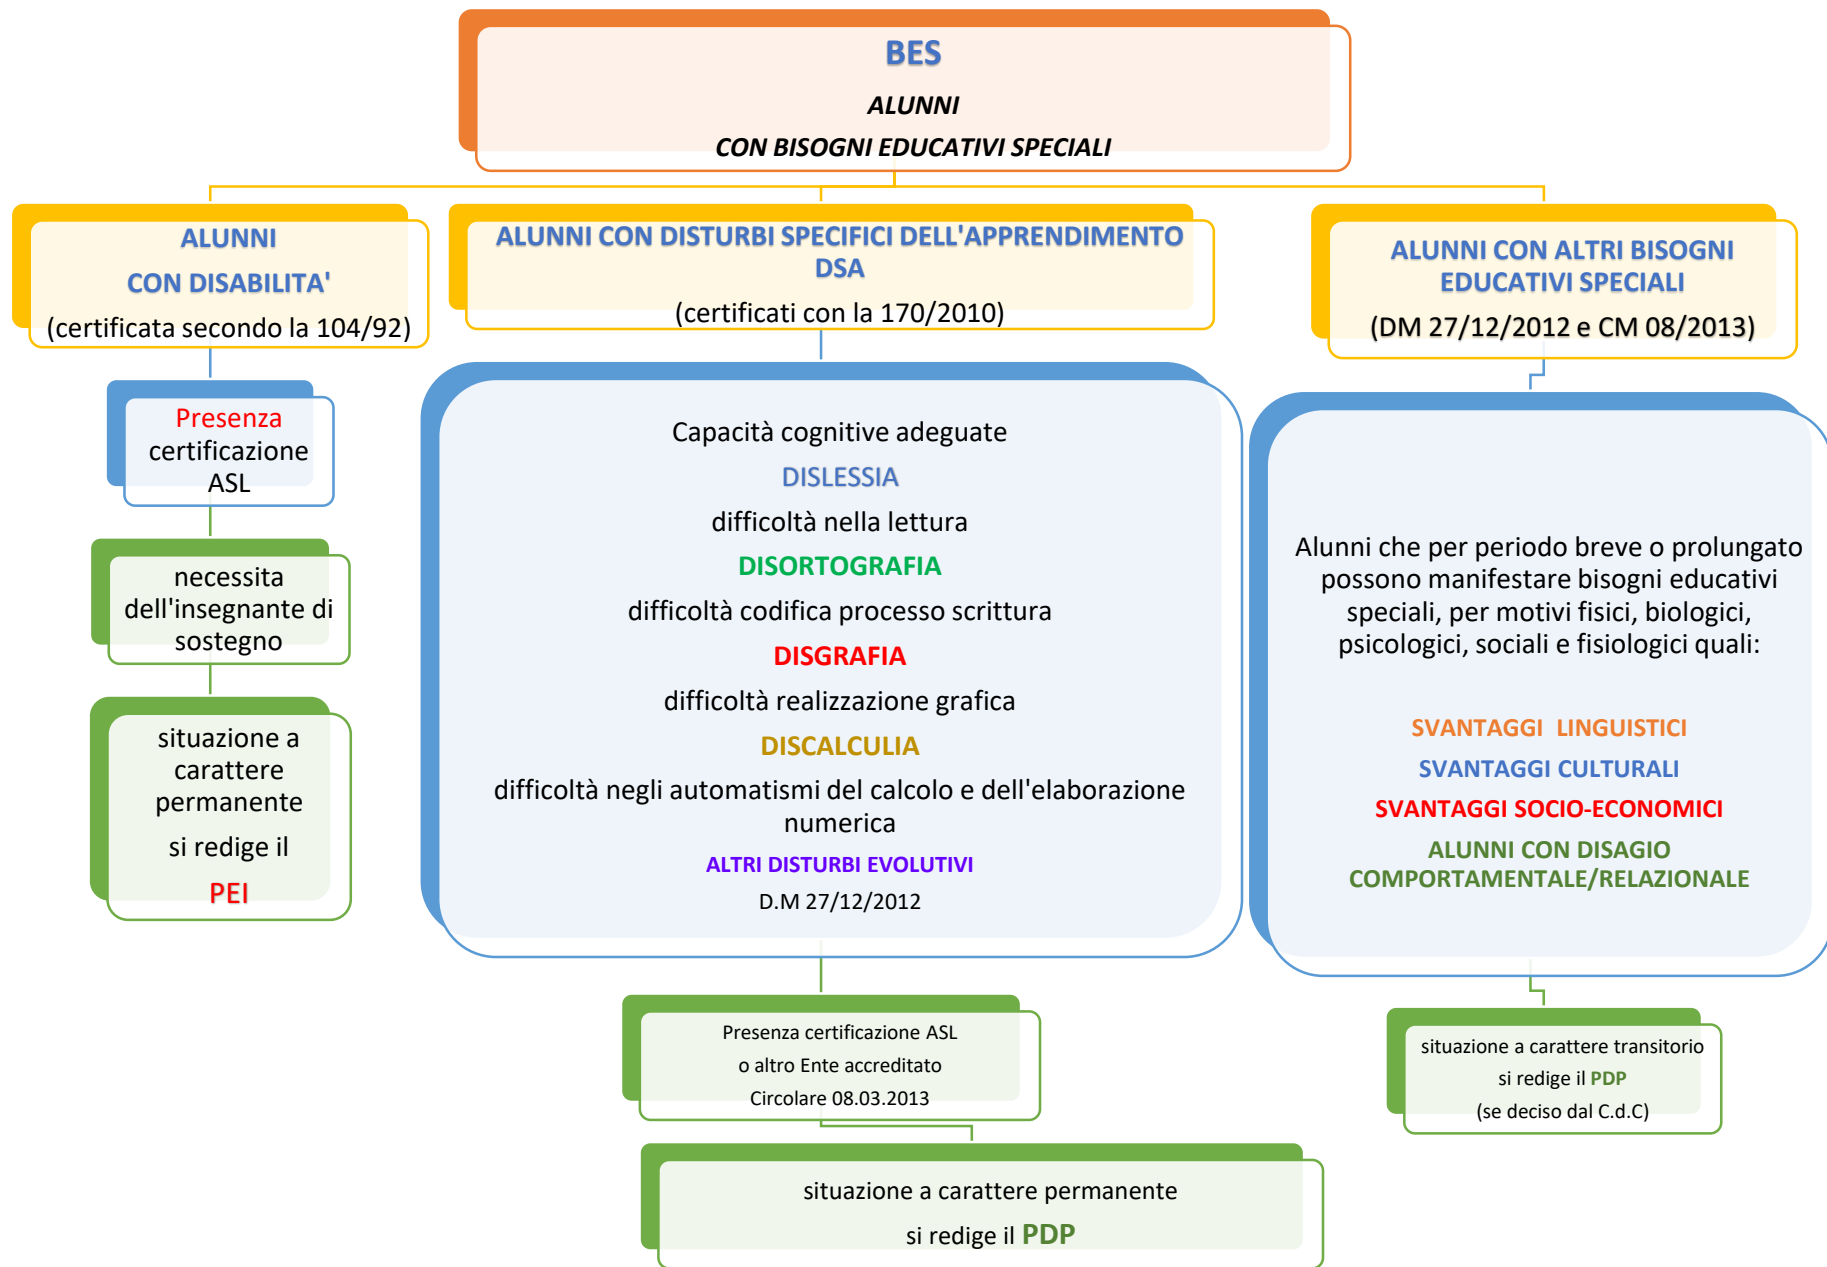 BES
ALUNNI
CON BISOGNI EDUCATIVI SPECIALI
ALUNNI
CON DISABILITA'
(certificata secondo la 104/92)
Presenza
certificazione
ASL
necessita
dell'insegnante di
sostegno
situazione a
carattere
permanente
si redige il
PEI
ALUNNI CON DISTURBI SPECIFICI DELL'APPRENDIMENTO
DSA
(certificati con la 170/2010)
Capacità cognitive adeguate
DISLESSIA
difficoltà nella lettura
DISORTOGRAFIA
difficoltà codifica processo scrittura
DISGRAFIA
difficoltà realizzazione grafica
DISCALCULIA
difficoltà negli automatismi del calcolo e dell'elaborazione
numerica
ALTRI DISTURBI EVOLUTIVI
D.M 27/12/2012
Presenza certificazione ASL
o altro Ente accreditato
Circolare 08.03.2013
situazione a carattere permanente
si redige il PDP
ALUNNI CON ALTRI BISOGNI
EDUCATIVI SPECIALI
(DM 27/12/2012 e CM 08/2013)
Alunni che per periodo breve o prolungato
possono manifestare bisogni educativi
speciali, per motivi fisici, biologici,
psicologici, sociali e fisiologici quali:
SVANTAGGI LINGUISTICI
SVANTAGGI CULTURALI
SVANTAGGI SOCIO-ECONOMICI
ALUNNI CON DISAGIO
COMPORTAMENTALE/RELAZIONALE
situazione a carattere transitorio
si redige il PDP
(se deciso dal C.d.C)